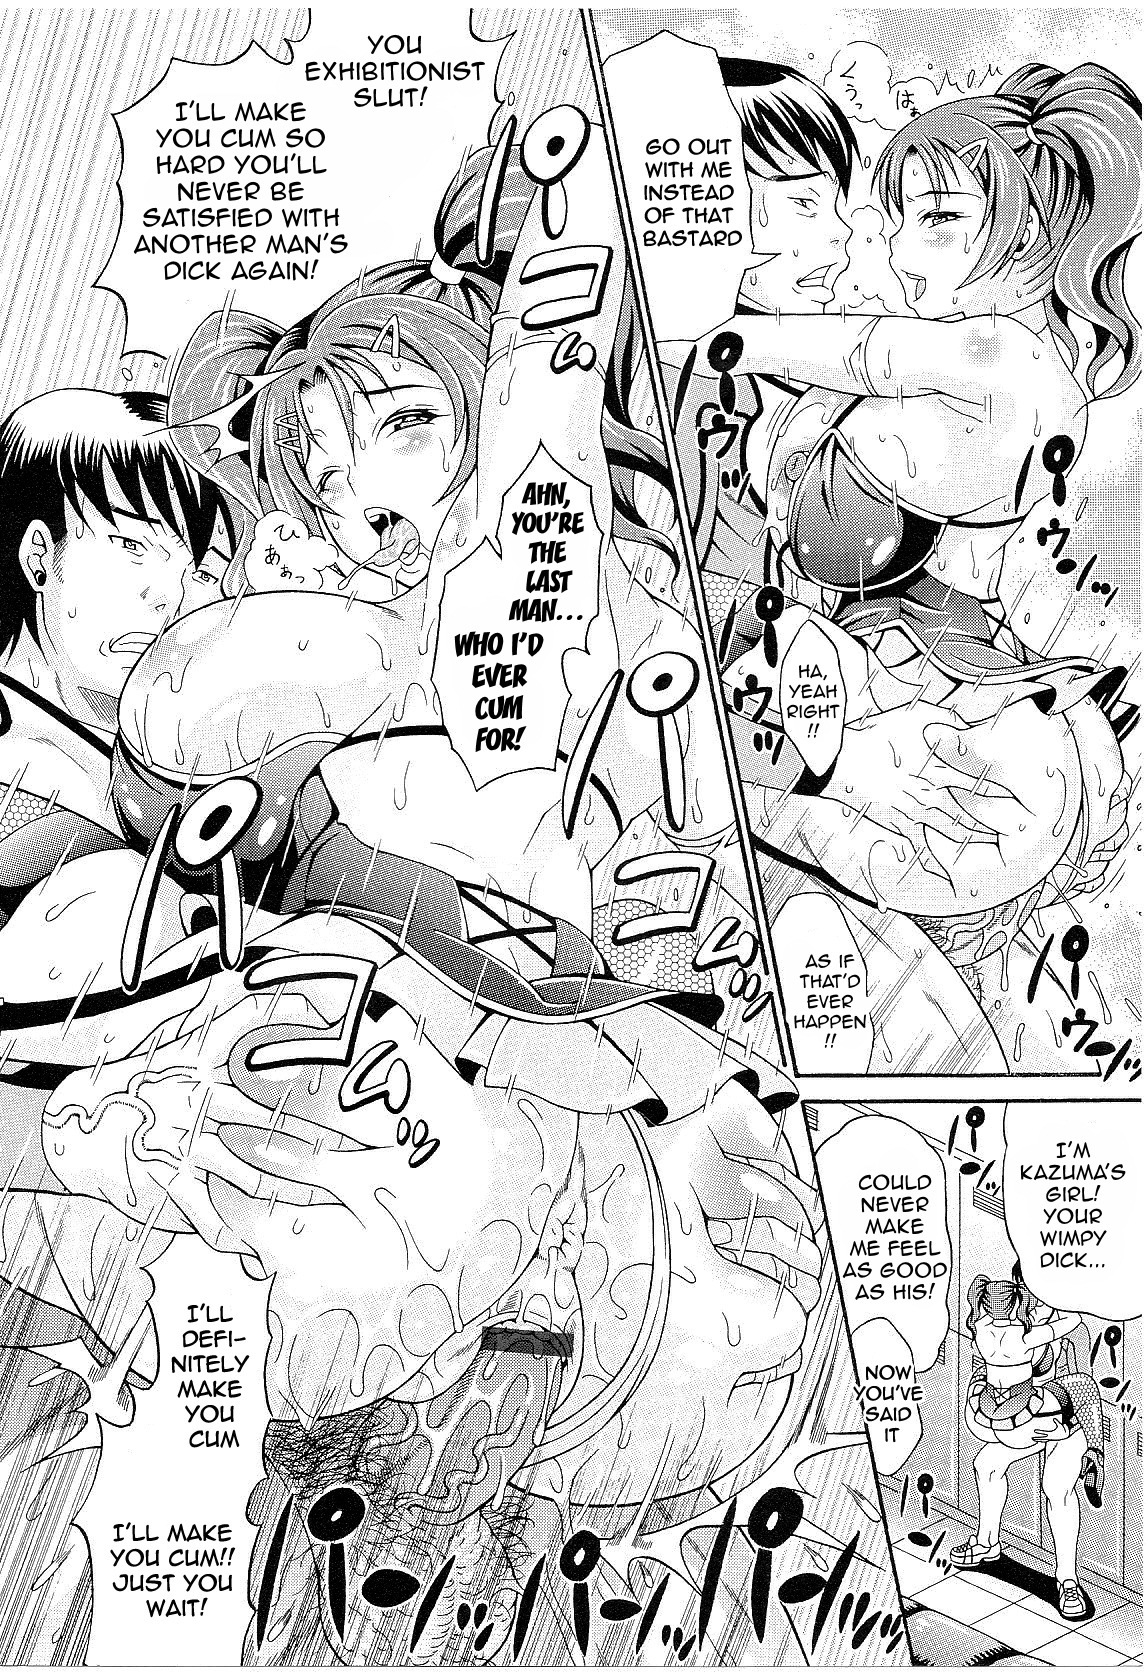 GO OUT
WITH ME
INSTEAD
OF THAT
BASTARD
くうっ
はぁ
HA,
YEAH
RIGHT
!!
AS IF
THAT'D
EVER
HAPPEN
!!
I'M
KAZUMA'S
GIRL!
YOUR
WIMPY
DICK...
COULD
NEVER
MAKE
ME FEEL
AS GOOD
AS HIS!
NOW
YOU'VE
SAID
IT
YOU
EXHIBITIONIST
SLUT!
I'LL MAKE
YOU CUM SO
HARD YOU'LL
NEVER BE
SATISFIED WITH
ANOTHER MAN'S
DICK AGAIN!
AHN,
YOU'RE
THE
LAST
MAN...
WHO I'D
EVER
CUM
FOR!
ひ
あぁっ
I'LL
DEFI-
NITELY
MAKE
YOU
CUM
I'LL MAKE
YOU CUM!!
JUST YOU
WAIT!